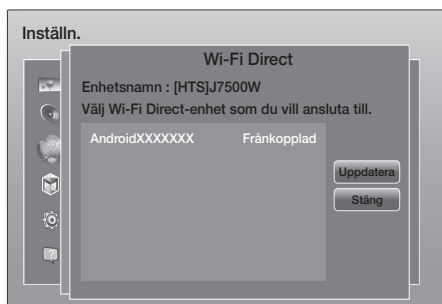 Inställn.
Wi-Fi Direct
Enhetsnamn : [HTS]J7500W
Välj Wi-Fi Direct-enhet som du vill ansluta till.
AndroidXXXXXXX Frånkopplad
Uppdatera
Stäng